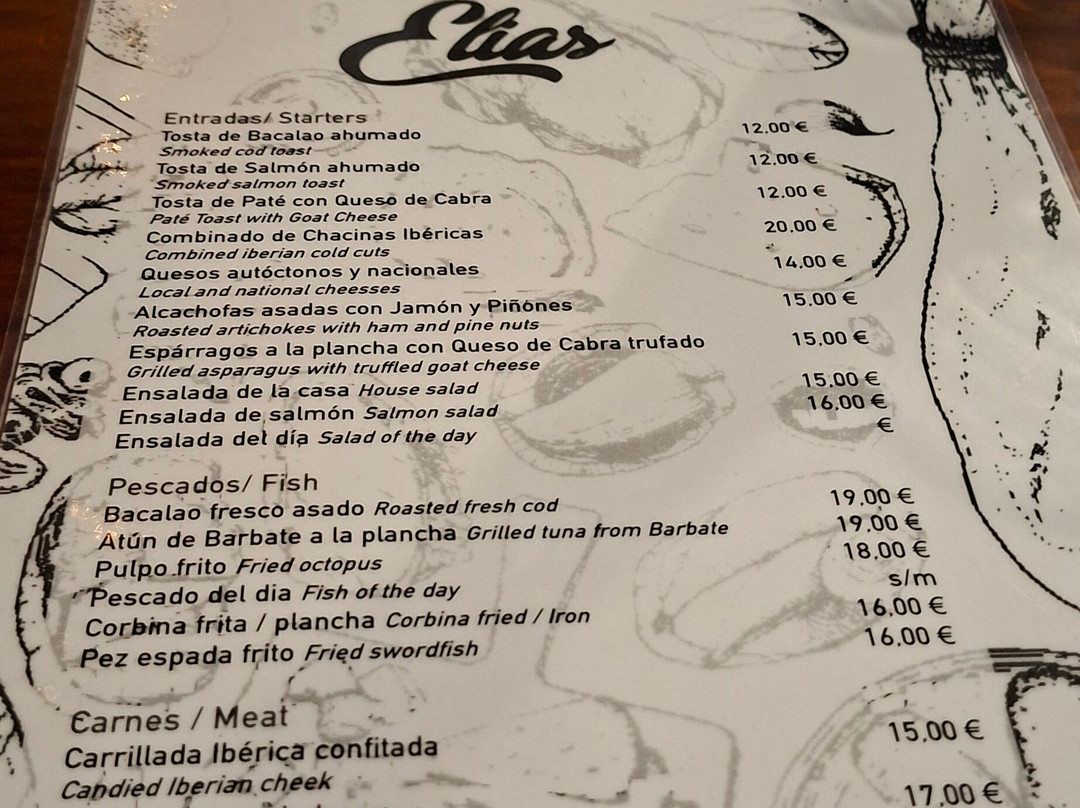 Elias
Entradas/ Starters
Tosta de Bacalao ahumado 12,00 €
Smoked cod toast
Tosta de Salmón ahumado 12,00 €
Smoked salmon toast
Tosta de Paté con Queso de Cabra 12,00 €
Paté Toast with Goat Cheese
Combinado de Chacinas Ibéricas 20,00 €
Combined iberian cold cuts
Quesos autóctonos y nacionales 14,00 €
Local and national cheesses
Alcachofas asadas con Jamón y Piñones 15,00 €
Roasted artichokes with ham and pine nuts
Espárragos a la plancha con Queso de Cabra trufado 15,00 €
Grilled asparagus with truffled goat cheese
Ensalada de la casa House salad 15,00 €
Ensalada de salmón Salmon salad 16,00 €
Ensalada del día Salad of the day €
Pescados/ Fish
Bacalao fresco asado Roasted fresh cod 19,00 €
Atún de Barbate a la plancha Grilled tuna from Barbate 19,00 €
Pulpo frito Fried octopus 18,00 €
Pescado del dia Fish of the day s/m
Corbina frita / plancha Corbina fried / Iron 16,00 €
Pez espada frito Fried swordfish 16,00 €
Carnes / Meat
Carrillada Ibérica confitada 15,00 €
Candied Iberian cheek
17,00 €